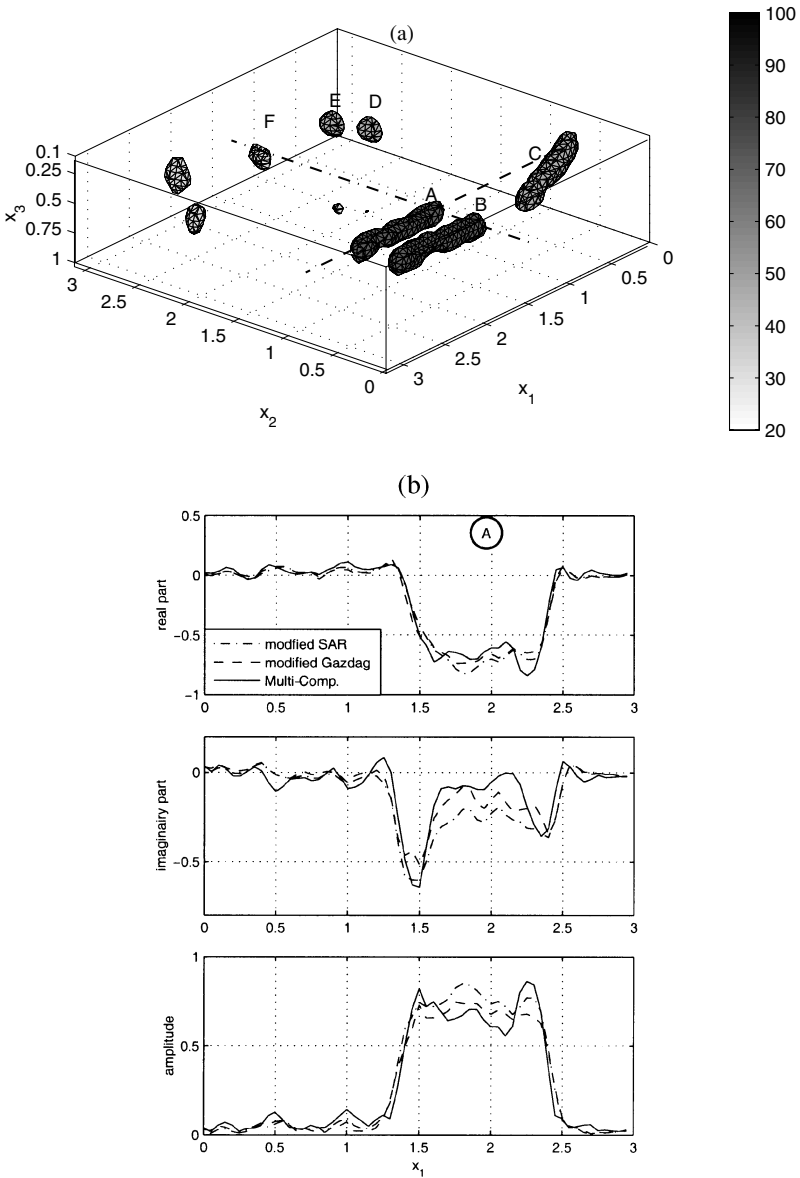 (a)
100
90
80
70
60
50
40
30
20
E D
F
C
A
B
0.1
0.25
0.5
0.75
1
x3
3
2.5
2
1.5
1
0.5
0
x2
3
2.5
2
1.5
1
0.5
0
x1
(b)
0.5
0
−0.5
−1
real part
A
modfied SAR
modified Gazdag
Multi-Comp.
0 0.5 1 1.5 2 2.5 3
0
−0.5
imaginairy part
0 0.5 1 1.5 2 2.5 3
1
0.5
0
amplitude
0 0.5 1 1.5 2 2.5 3
x1